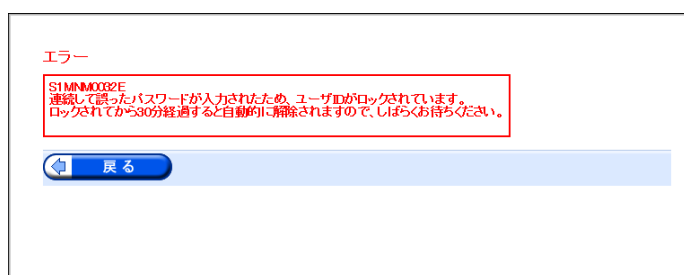 エラー
S1MNM0032E
連続して誤ったパスワードが入力されたため、ユーザIDがロックされています。
ロックされてから30分経過すると自動的に解除されますので、しばらくお待ちください。
戻る